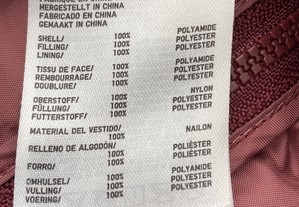 FABRIQUÉ EN CHINE
HERGESTELLT IN CHINA
FABRICADO EN CHINA
GEMAAKT IN CHINA
SHELL/ 100% POLYAMIDE
FILLING/ 100% POLYESTER
LINING/ 100% POLYESTER
TISSU DE FACE/ 100% POLYAMIDE
REMBOURRAGE/ 100% POLYESTER
DOUBLURE/ 100% POLYESTER
OBERSTOFF/ 100% NYLON
FÜLLUNG/ 100% POLYESTER
FUTTERSTOFF/ 100% POLYESTER
MATERIAL DEL VESTIDO/ 100% NAILON
RELLENO DE ALGODÓN/ 100% POLIÉSTER
FORRO/ 100% POLIÉSTER
OMHULSEL/ 100% POLYAMIDE
VULLING/ 100% POLYESTER
VOERING/ 100% POLYESTER